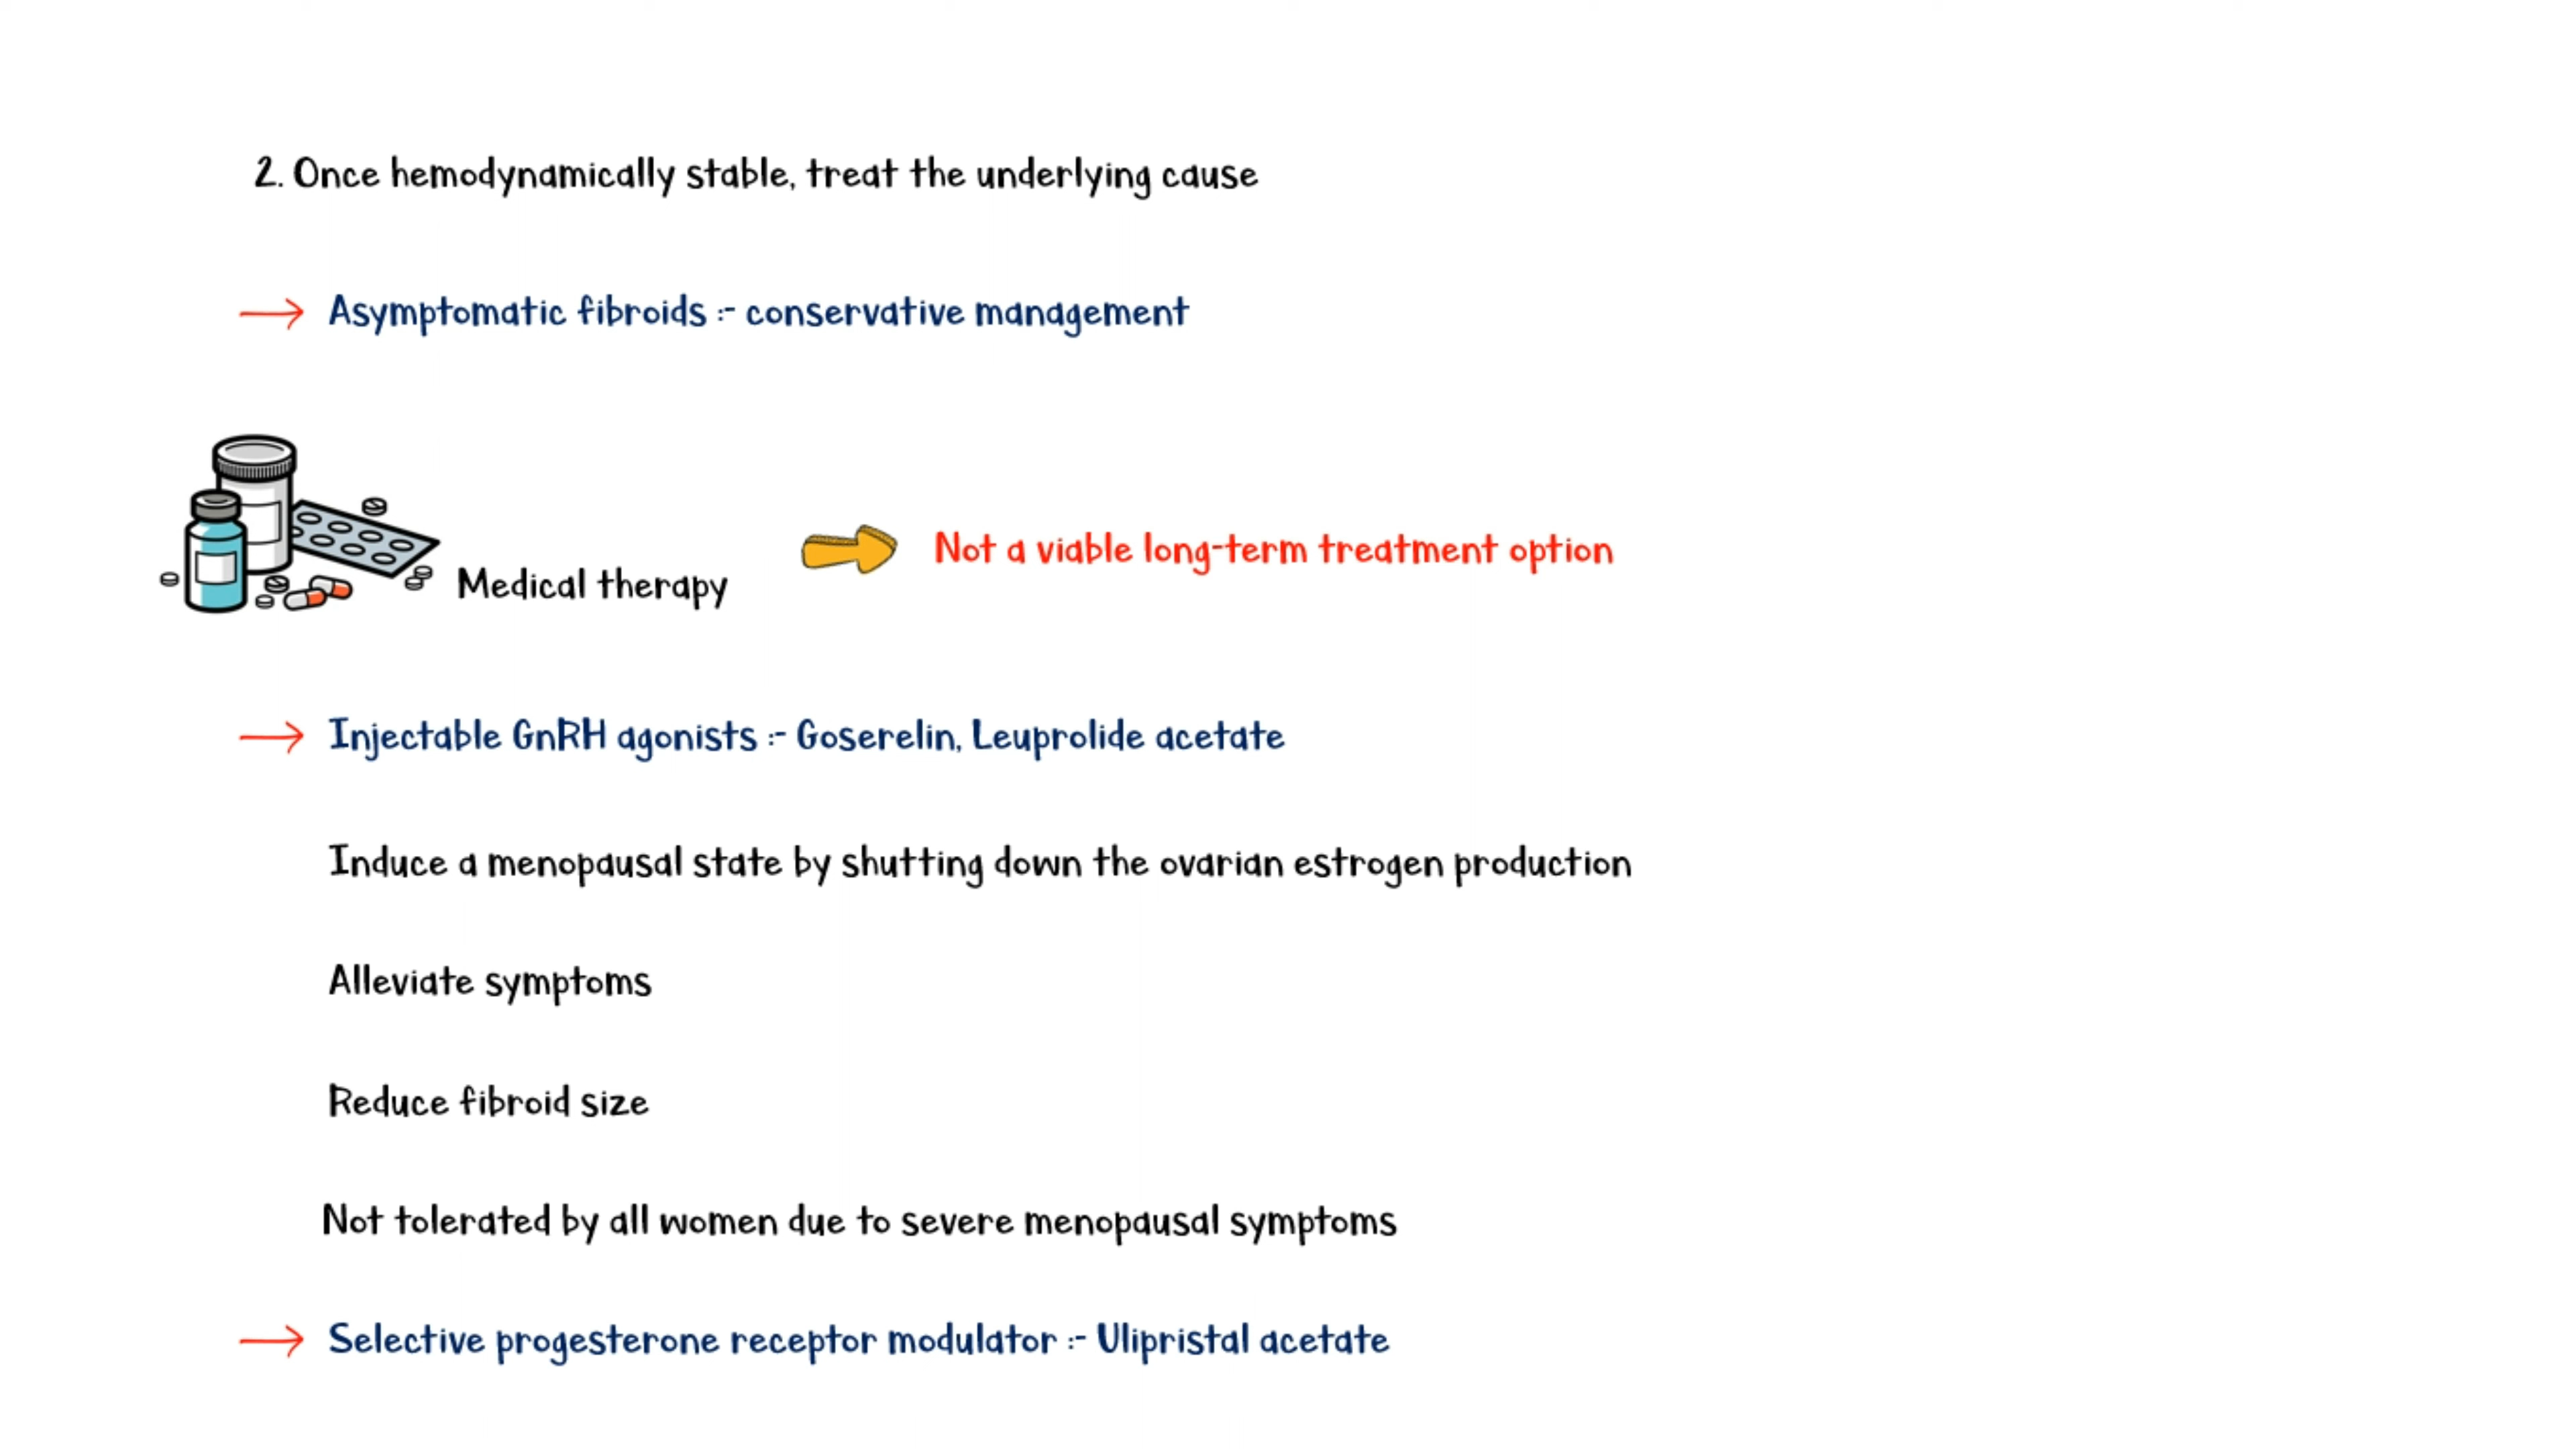 2. Once hemodynamically stable, treat the underlying cause
Asymptomatic fibroids :- conservative management
Not a viable long-term treatment option
Medical therapy
Injectable GnRH agonists :- Goserelin, Leuprolide acetate
Induce a menopausal state by shutting down the ovarian estrogen production
Alleviate symptoms
Reduce fibroid size
Not tolerated by all women due to severe menopausal symptoms
Selective progesterone receptor modulator :- Ulipristal acetate